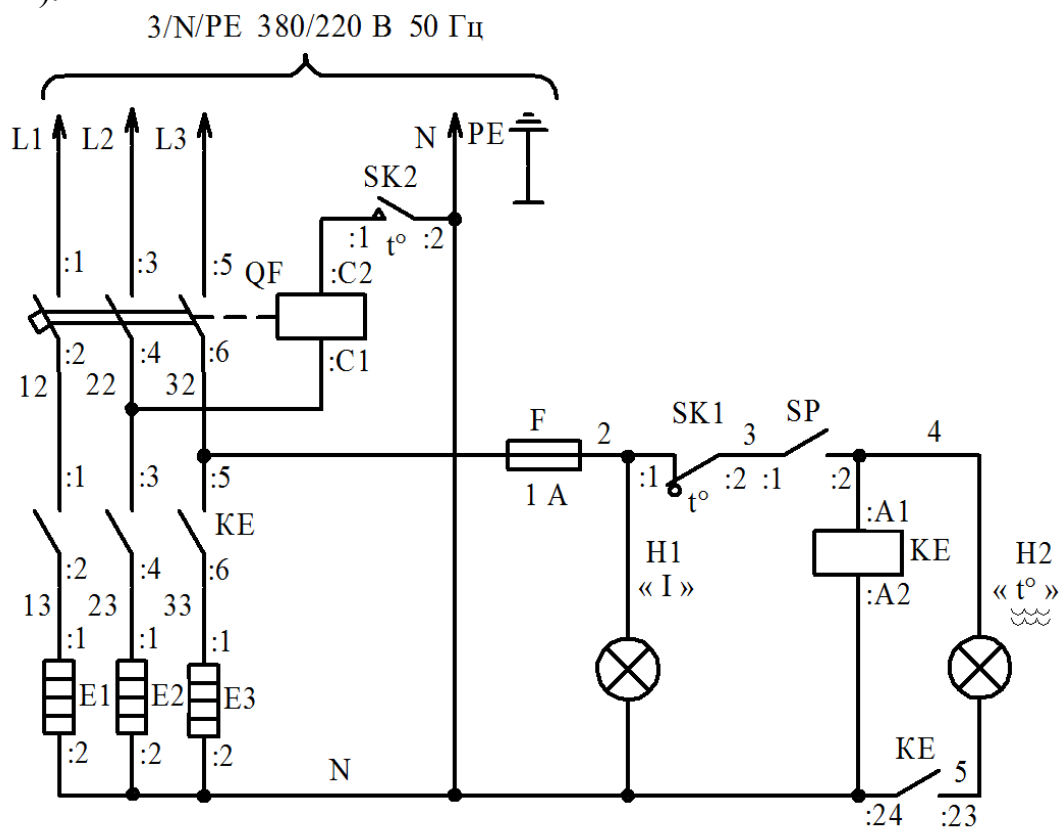 ).
3/N/PE 380/220 В 50 Гц
L1 L2 L3 N PE
SK2
:1 t° :2
:1 :3 :5
QF :C2
:2 :4 :6
:C1
12 22 32
F 2 SK1 3 SP 4
:1 :3 :5
1 А :1 t° :2 :1 :2
КЕ
:A1
:2 :4 :6
H1 КЕ H2
« I » « t° »
:A2
13 23 33
:1 :1 :1
E1 E2 E3
:2 :2 :2
N КЕ 5
:24 :23